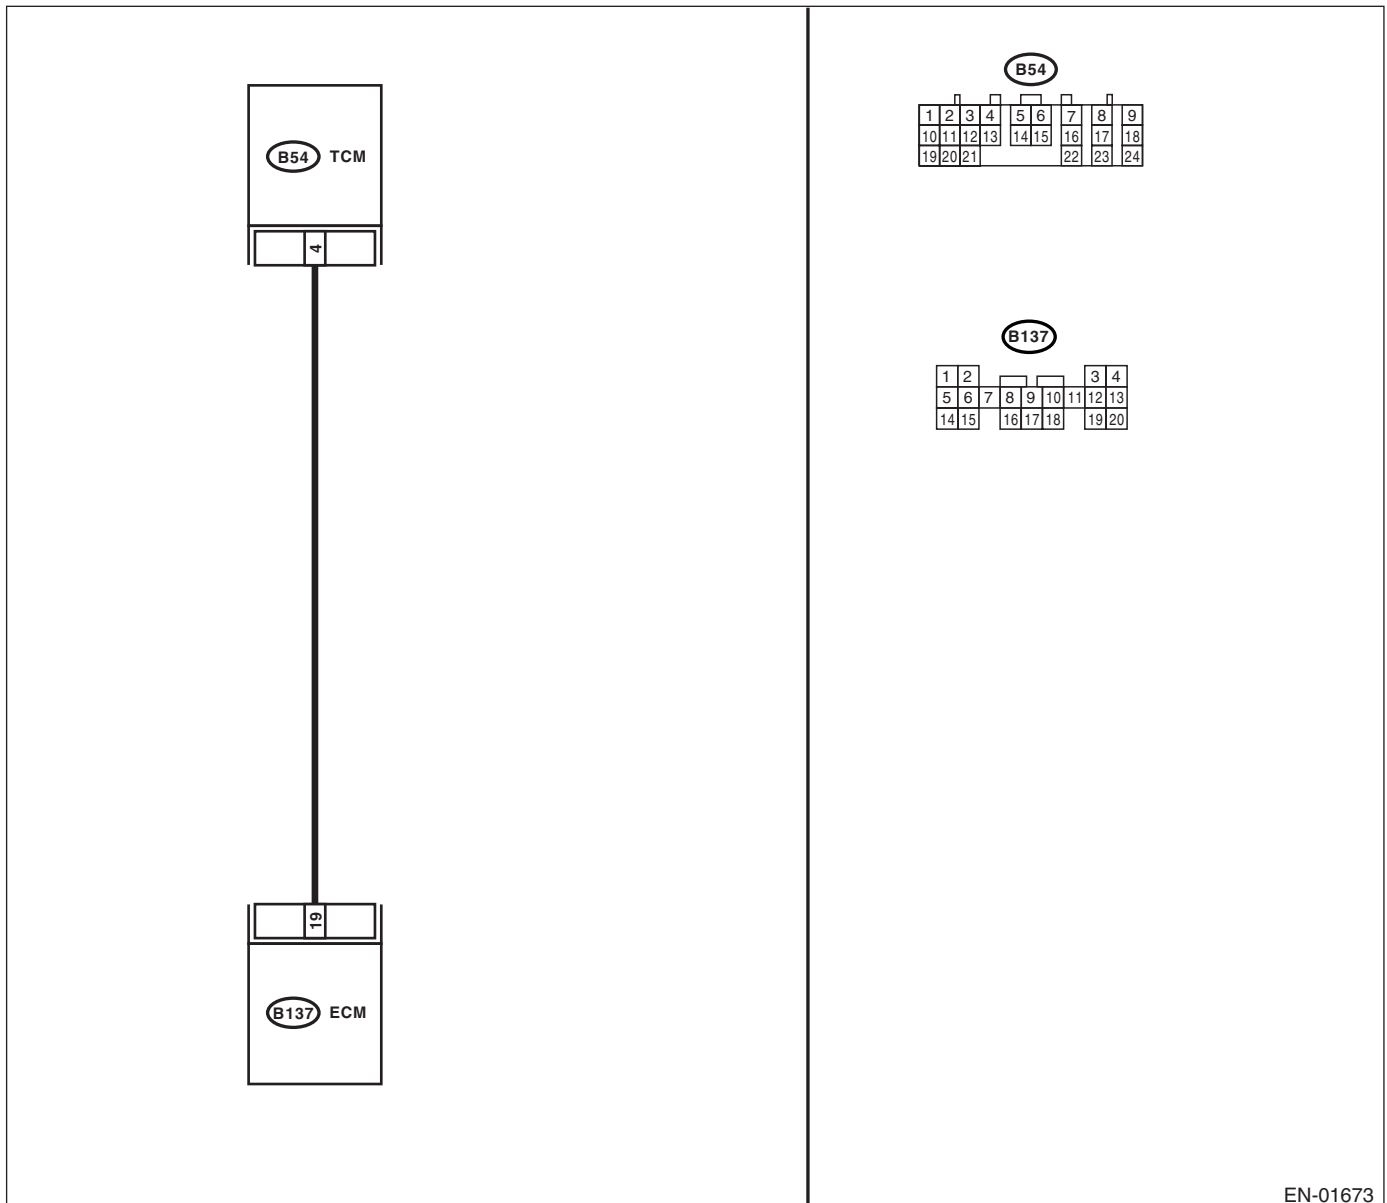 B54 TCM
4
19
B137 ECM
B54
1 2 3 4 5 6 7 8 9
10 11 12 13 14 15 16 17 18
19 20 21 22 23 24
B137
1 2 3 4
5 6 7 8 9 10 11 12 13
14 15 16 17 18 19 20
EN-01673